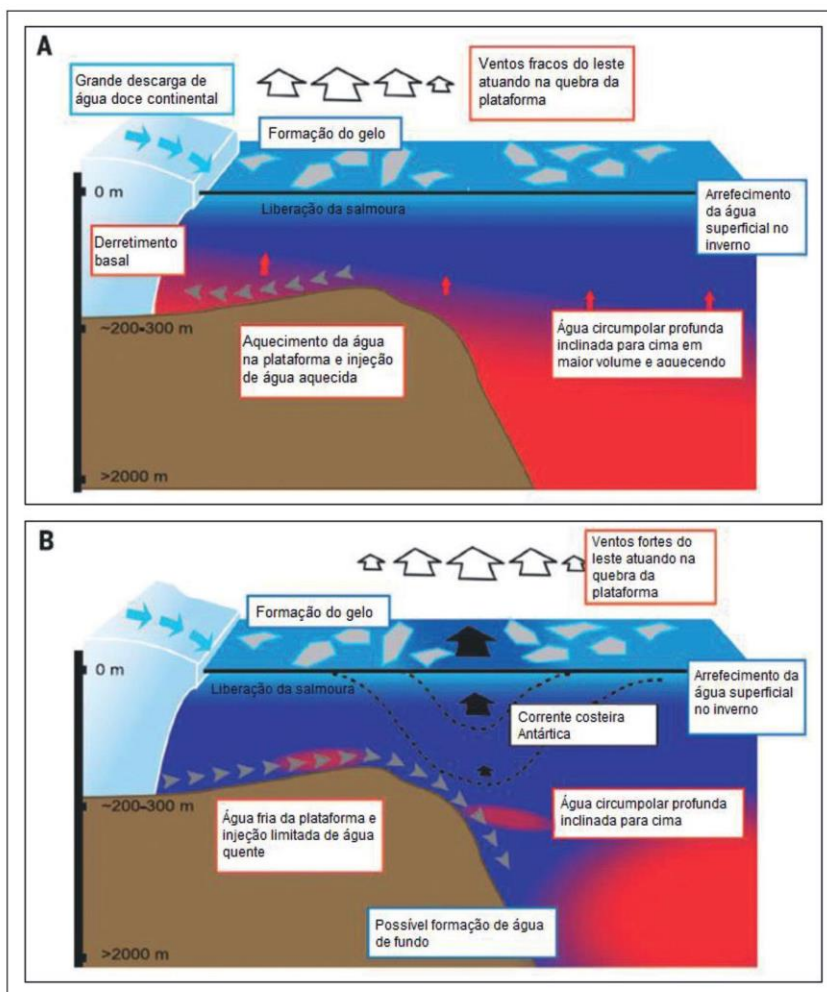 A
Grande descarga de
água doce continental
Ventos fracos do leste
atuando na quebra da
plataforma
Formação do gelo
0 m
Liberação da salmoura
Arrefecimento
da água
superficial no
inverno
Derretimento
basal
~200-300 m
Aquecimento da água
na plataforma e injeção
de água aquecida
Água circumpolar profunda
inclinada para cima em
maior volume e aquecendo
>2000 m
B
Ventos fortes do
leste atuando na
quebra da
plataforma
Formação do gelo
0 m
Liberação da salmoura
Arrefecimento da
água superficial
no inverno
Corrente costeira
Antártica
~200-300 m
Água fria da plataforma e
injeção limitada de água
quente
Água circumpolar profunda
inclinada para cima
Possível formação de água
de fundo
>2000 m